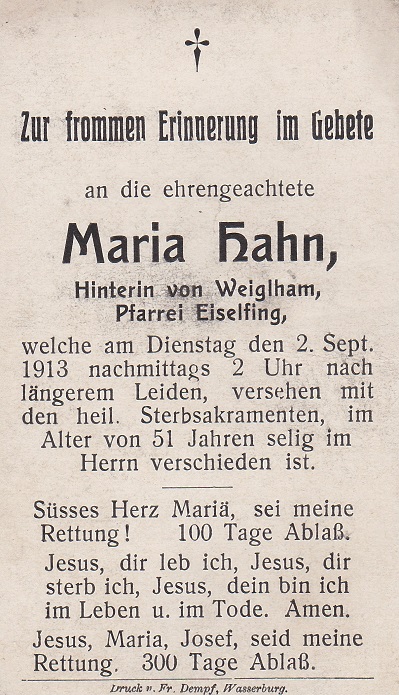 Zur frommen Erinnerung im Gebete
an die ehrengeachtete
Maria Hahn,
Hinterin von Weiglham,
Pfarrei Eiselfing,
welche am Dienstag den 2. Sept.
1913 nachmittags 2 Uhr nach
längerem Leiden, versehen mit
den heil. Sterbsakramenten, im
Alter von 51 Jahren selig im
Herrn verschieden ist.
Süsses Herz Mariä, sei meine
Rettung! 100 Tage Ablaß.
Jesus, dir leb ich, Jesus, dir
sterb ich, Jesus, dein bin ich
im Leben u. im Tode. Amen.
Jesus, Maria, Josef, seid meine
Rettung. 300 Tage Ablaß.
Druck v. Fr. Dempf, Wasserburg.